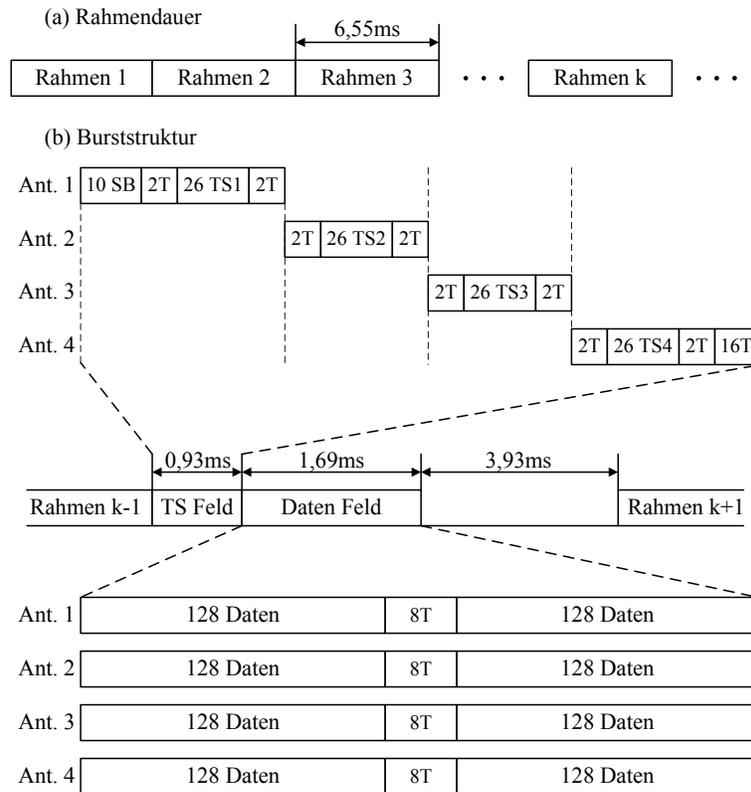 (a) Rahmendauer
6,55ms
Rahmen 1 Rahmen 2 Rahmen 3 · · · Rahmen k · · ·
(b) Burststruktur
Ant. 1 10 SB 2T 26 TS1 2T
Ant. 2 2T 26 TS2 2T
Ant. 3 2T 26 TS3 2T
Ant. 4 2T 26 TS4 2T 16T
0,93ms 1,69ms 3,93ms
Rahmen k-1 TS Feld Daten Feld Rahmen k+1
Ant. 1 128 Daten 8T 128 Daten
Ant. 2 128 Daten 8T 128 Daten
Ant. 3 128 Daten 8T 128 Daten
Ant. 4 128 Daten 8T 128 Daten